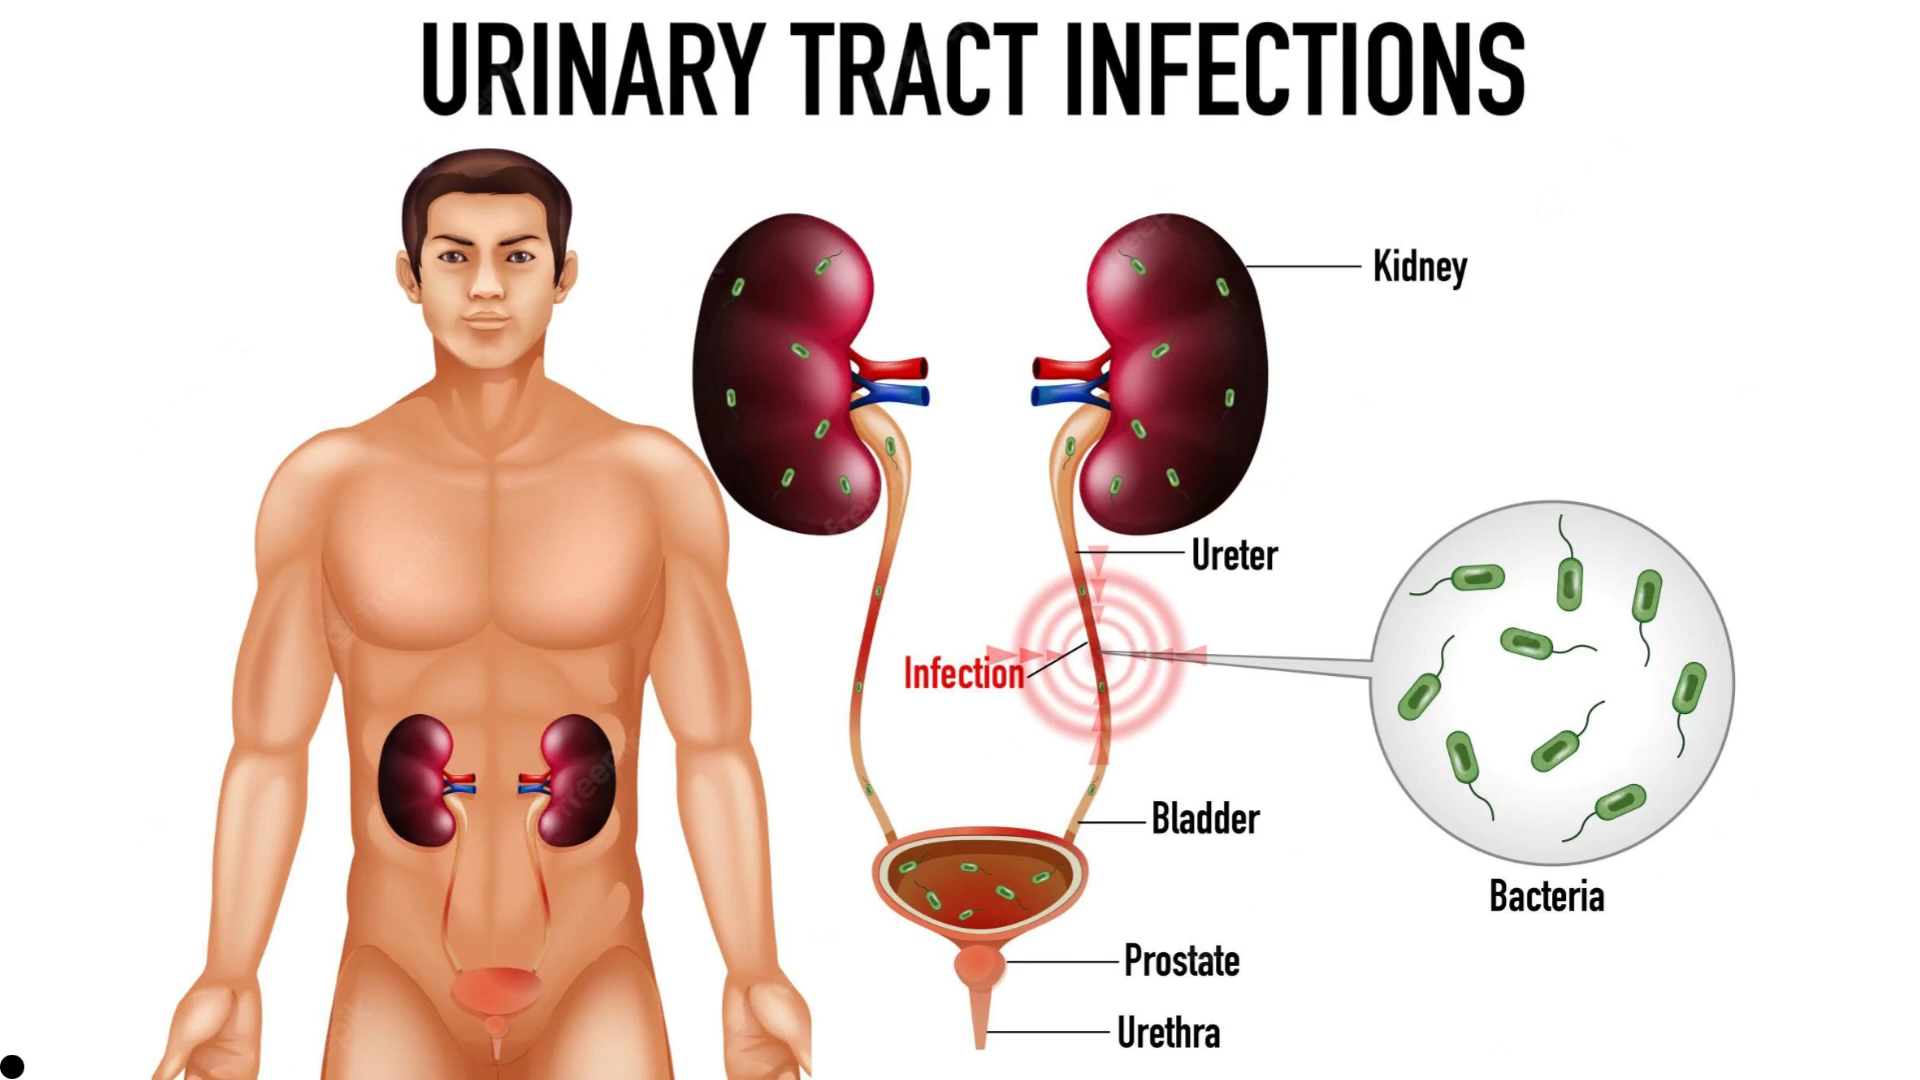 URINARY TRACT INFECTIONS
Kidney
Ureter
Infection
Bladder
Bacteria
Prostate
Urethra